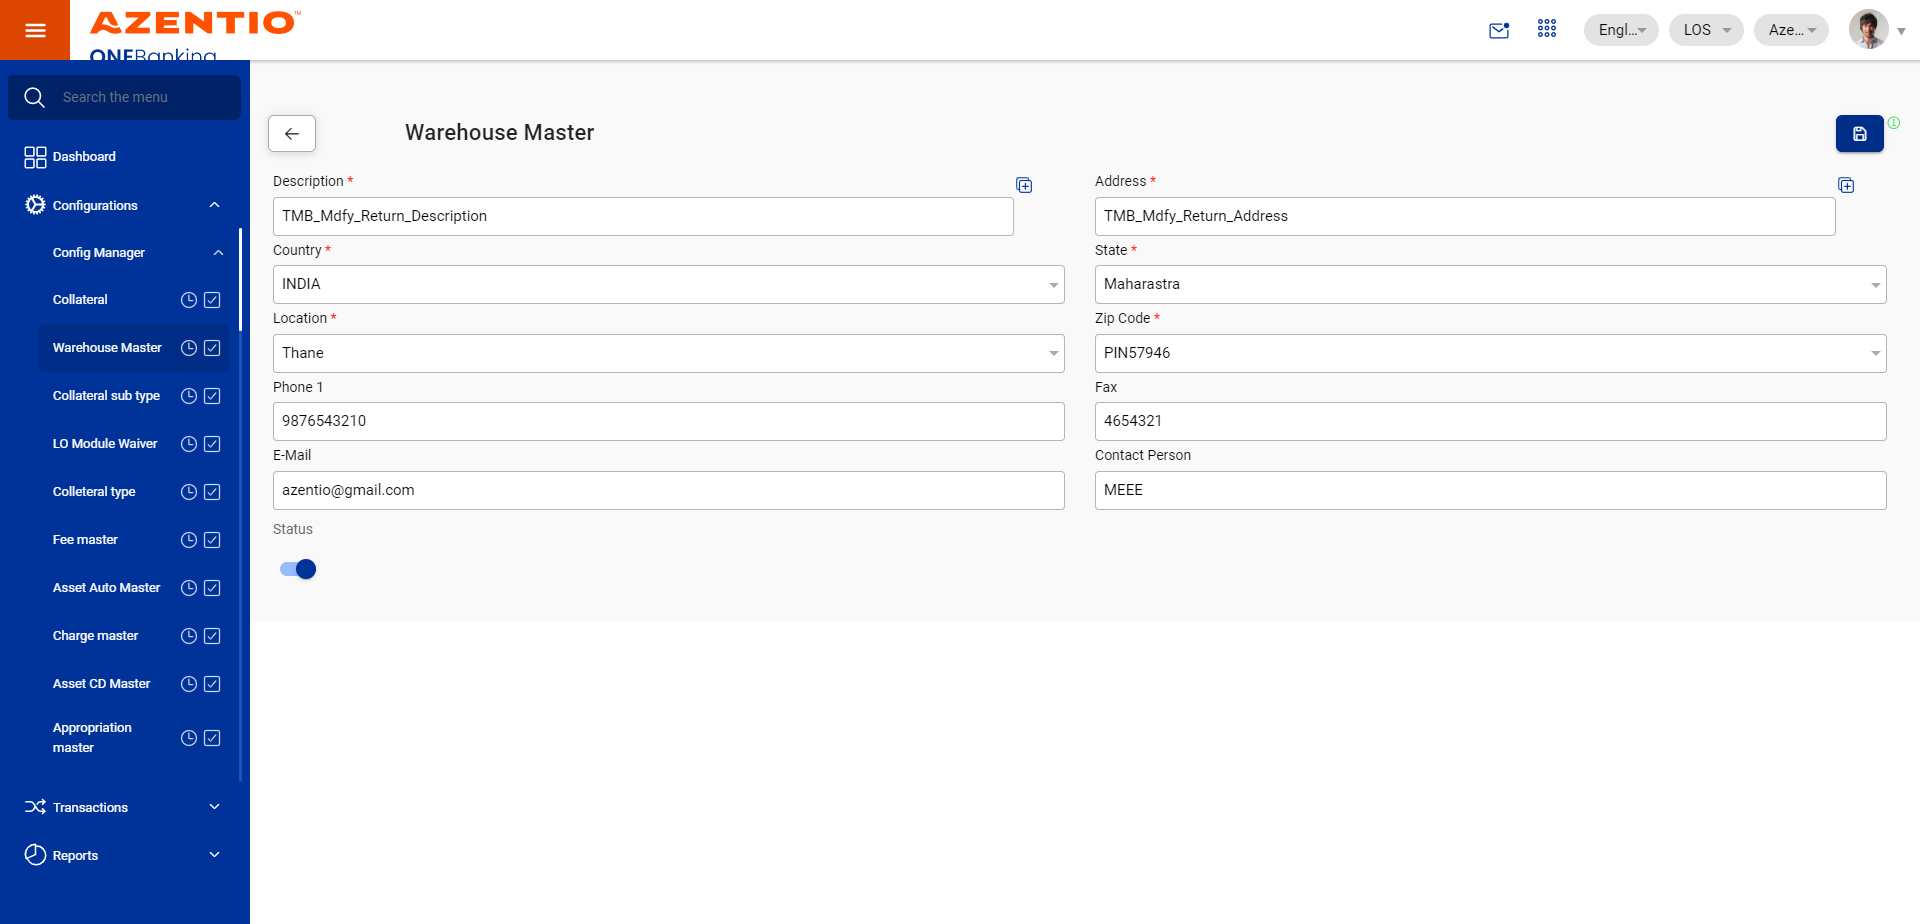 AZENTIO™
ONEBanking
Engl...
LOS
Aze...
Search the menu
Dashboard
Configurations
Config Manager
Collateral
Warehouse Master
Collateral sub type
LO Module Waiver
Colleteral type
Fee master
Asset Auto Master
Charge master
Asset CD Master
Appropriation
master
Transactions
Reports
Warehouse Master
Description *
TMB_Mdfy_Return_Description
Address *
TMB_Mdfy_Return_Address
Country *
INDIA
State *
Maharastra
Location *
Thane
Zip Code *
PIN57946
Phone 1
9876543210
Fax
4654321
E-Mail
azentio@gmail.com
Contact Person
MEEE
Status